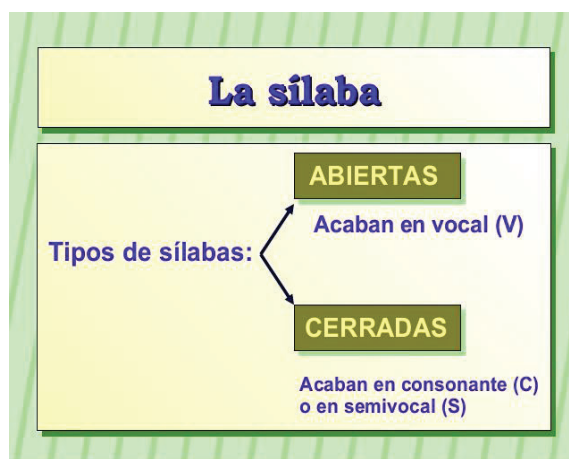 La sílaba
ABIERTAS
Acaban en vocal (V)
Tipos de sílabas:
CERRADAS
Acaban en consonante (C)
o en semivocal (S)